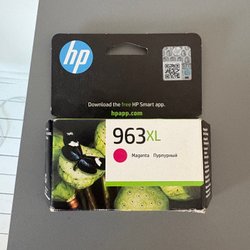 hp
Download the free HP Smart app.
hpapp.com
963XL
Magenta Пурпурный